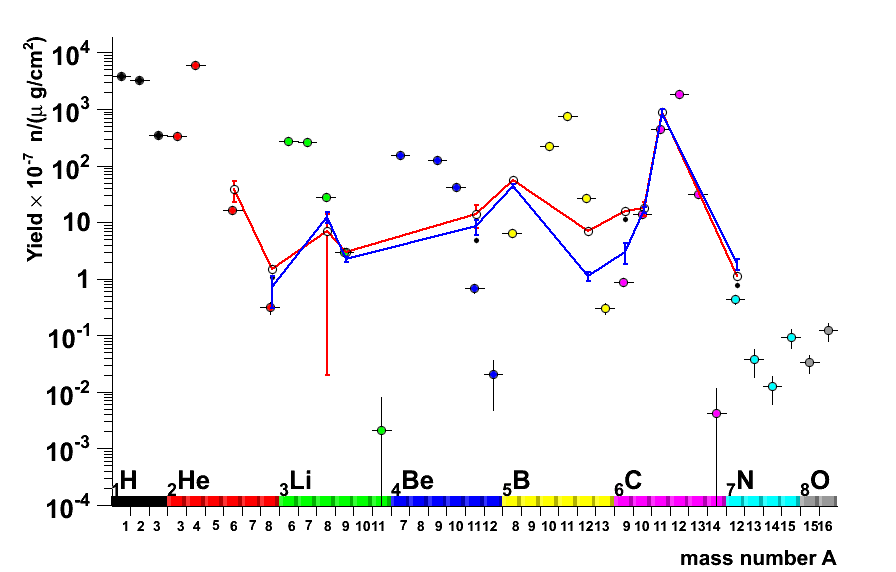 Yield × 10⁻⁷ n/(μ g/cm²)
10⁴
10³
10²
10
1
10⁻¹
10⁻²
10⁻³
10⁻⁴
1H 2He 3Li 4Be 5B 6C 7N 8O
1 2 3 3 4 5 6 7 8 6 7 8 9 10 11 7 8 9 10 11 12 8 9 10 11 12 13 9 10 11 12 13 14 12 13 14 15 15 16
mass number A